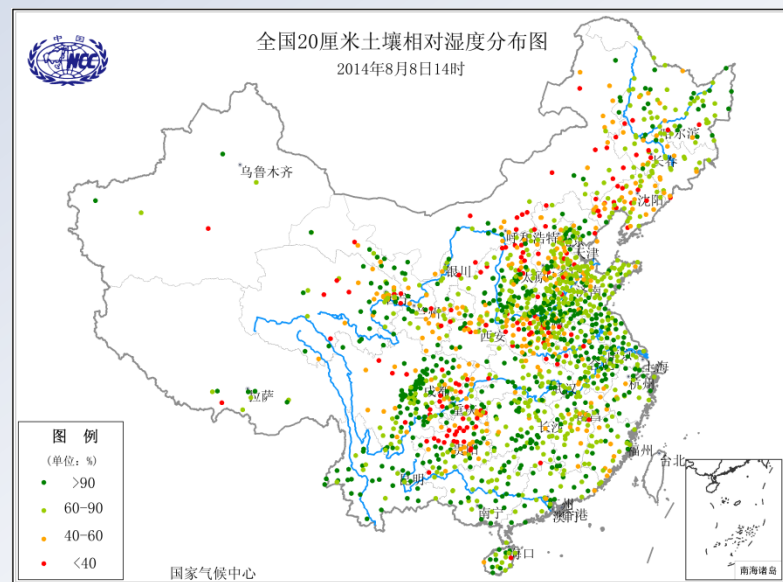 全国20厘米土壤相对湿度分布图
2014年8月8日14时
中国
NCC
哈尔滨
长春
乌鲁木齐
沈阳
呼和浩特
天津
银川
太原
济南
兰州
西安
上海
杭州
武汉
成都
拉萨
重庆
长沙
南昌
贵阳
福州
台北
昆明
南宁
广州
香港
澳门
海口
图 例
(单位：%)
>90
60-90
40-60
<40
国家气候中心
南海诸岛